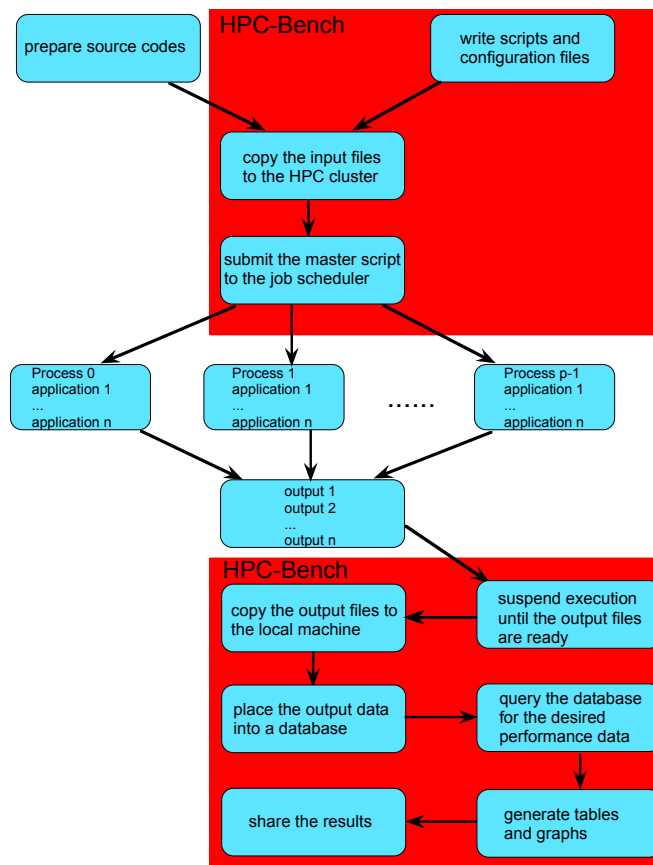 HPC-Bench
prepare source codes
write scripts and
configuration files
copy the input files
to the HPC cluster
submit the master script
to the job scheduler
Process 0
application 1
...
application n
Process 1
application 1
...
application n
......
Process p-1
application 1
...
application n
output 1
output 2
...
output n
HPC-Bench
suspend execution
until the output files
are ready
copy the output files to
the local machine
place the output data
into a database
query the database
for the desired
performance data
generate tables
and graphs
share the results